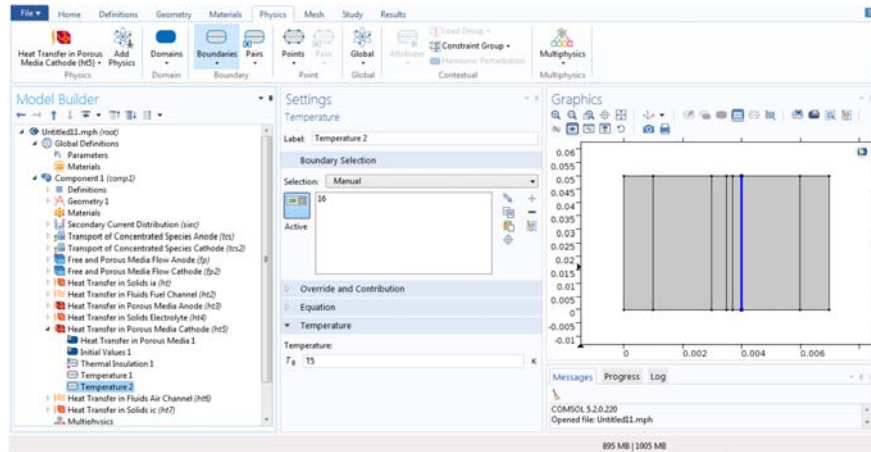 File Home Definitions Geometry Materials Physics Mesh Study Results
Heat Transfer in Porous Media Cathode (ht5)
Add Physics
Domains
Boundaries
Pairs
Points
Pairs
Global
Attributes
Load Group
Constraint Group
Harmonic Perturbation
Multiphysics
Physics Domain Boundary Point Global Contextual Multiphysics
Model Builder
Untitled11.mph (root)
Global Definitions
Parameters
Materials
Component 1 (comp1)
Definitions
Geometry 1
Materials
Secondary Current Distribution (siec)
Transport of Concentrated Species Anode (tcs)
Transport of Concentrated Species Cathode (tcs2)
Free and Porous Media Flow Anode (fp)
Free and Porous Media Flow Cathode (fp2)
Heat Transfer in Solids ia (ht)
Heat Transfer in Fluids Fuel Channel (ht2)
Heat Transfer in Porous Media Anode (ht3)
Heat Transfer in Solids Electrolyte (ht4)
Heat Transfer in Porous Media Cathode (ht5)
Heat Transfer in Porous Media 1
Initial Values 1
Thermal Insulation 1
Temperature 1
Temperature 2
Heat Transfer in Fluids Air Channel (ht6)
Heat Transfer in Solids ic (ht7)
Multiphysics
Settings
Temperature
Label: Temperature 2
Boundary Selection
Selection: Manual
16
Active
Override and Contribution
Equation
Temperature
Temperature:
T0 T5 K
Graphics
0.06
0.055
0.05
0.045
0.04
0.035
0.03
0.025
0.02
0.015
0.01
0.005
0
-0.005
-0.01
0 0.002 0.004 0.006
Messages Progress Log
COMSOL 5.2.0.220
Opened file: Untitled11.mph
895 MB | 1005 MB